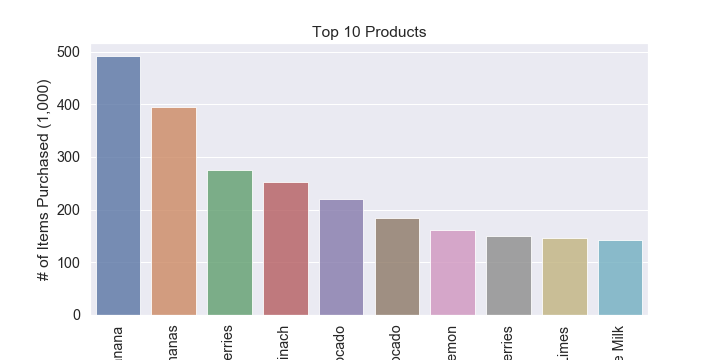 Top 10 Products
# of Items Purchased (1,000)
500
400
300
200
100
0
nana
nanas
erries
inach
ocado
ocado
emon
erries
Limes
e Milk